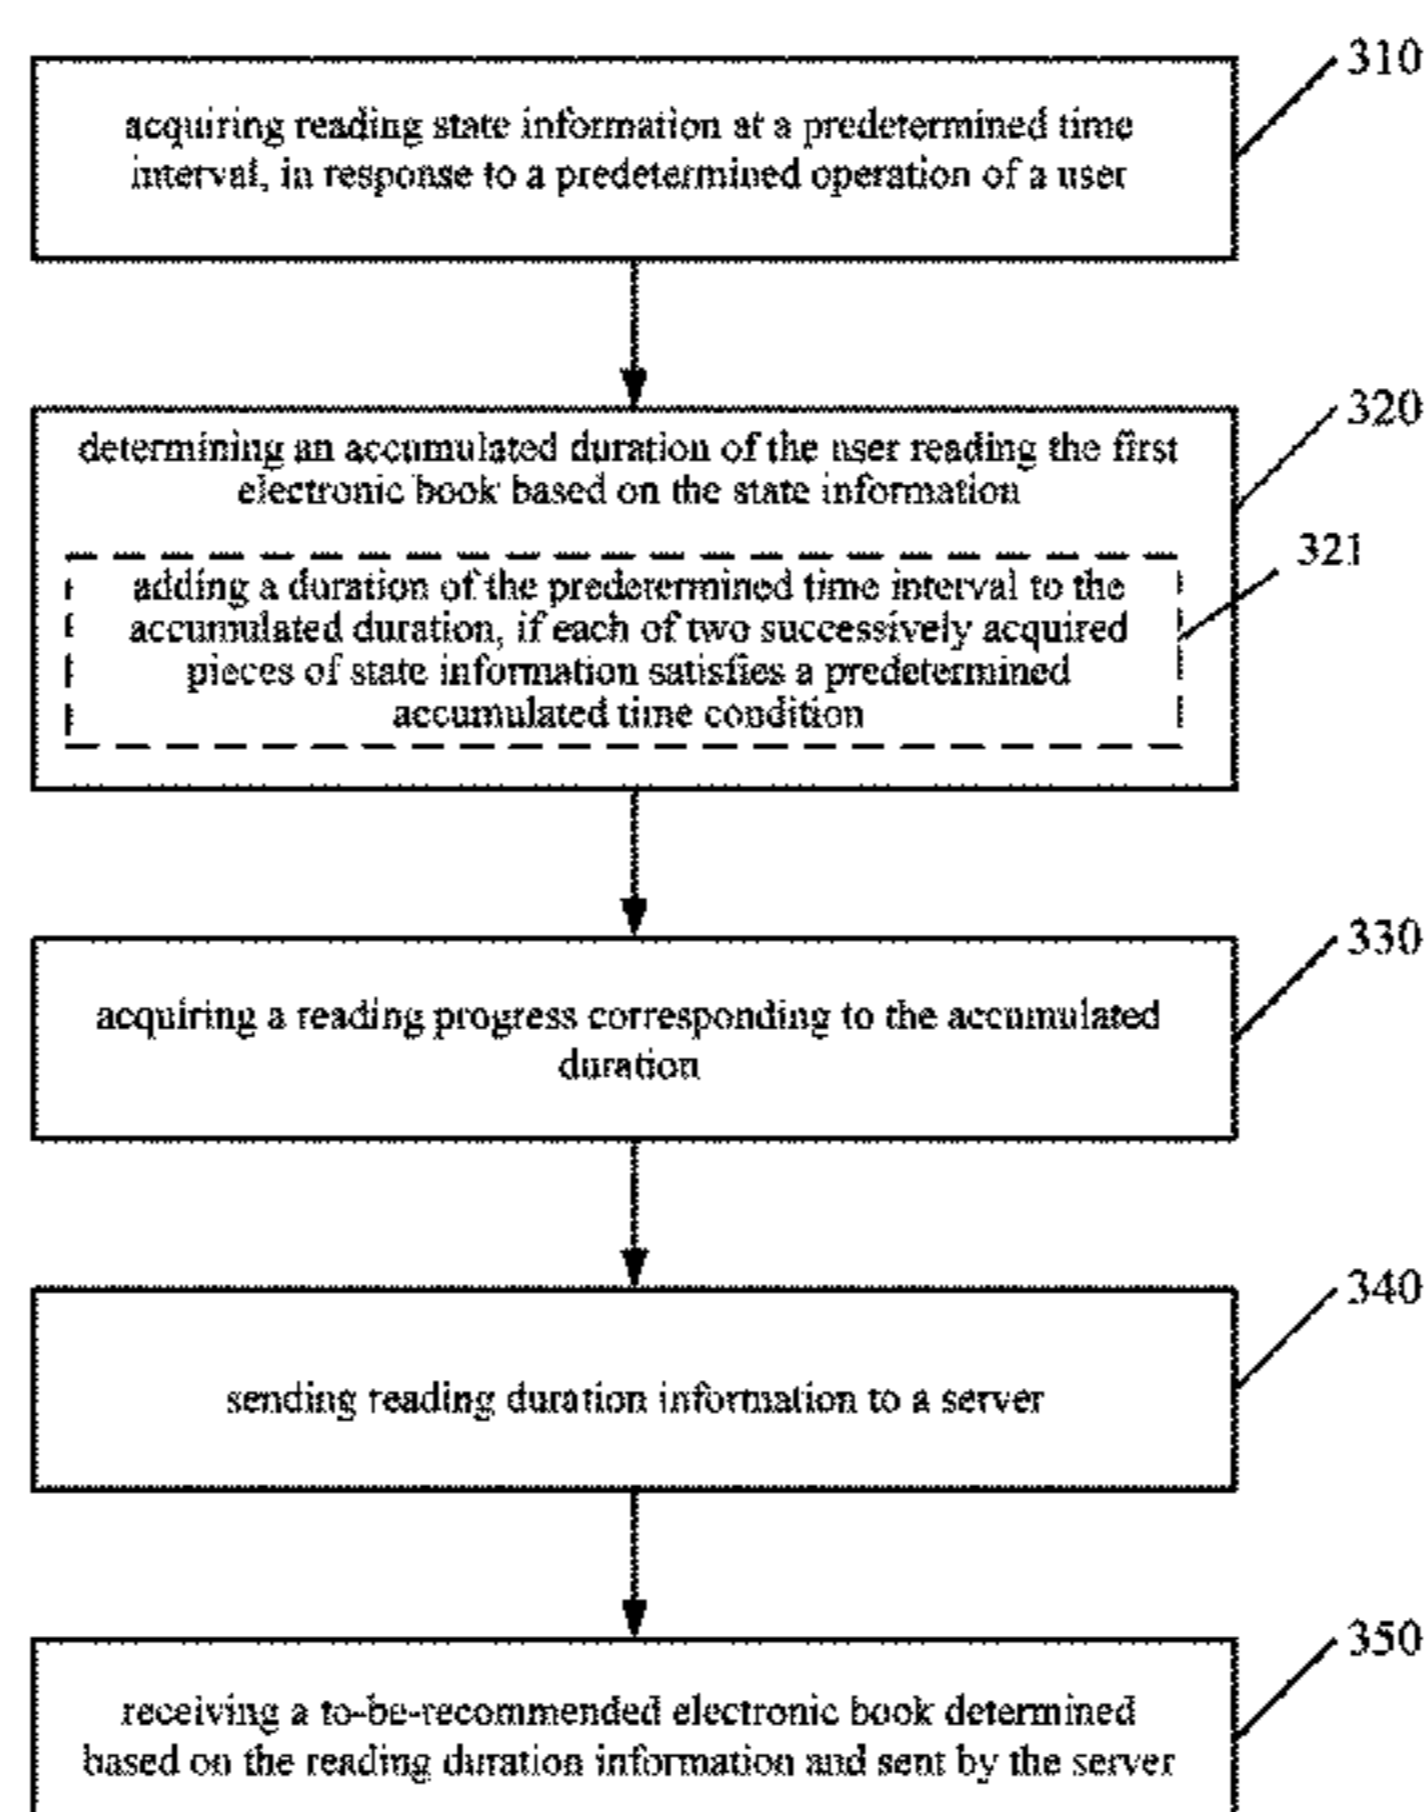 310
acquiring reading state information at a predetermined time
interval, in response to a predetermined operation of a user
320
determining an accumulated duration of the user reading the first
electronic book based on the state information
321
adding a duration of the predetermined time interval to the
accumulated duration, if each of two successively acquired
pieces of state information satisfies a predetermined
accumulated time condition
330
acquiring a reading progress corresponding to the accumulated
duration
340
sending reading duration information to a server
350
receiving a to-be-recommended electronic book determined
based on the reading duration information and sent by the server